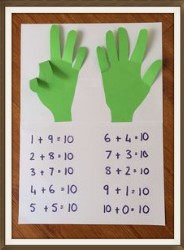 1 + 9 = 10
2 + 8 = 10
3 + 7 = 10
4 + 6 = 10
5 + 5 = 10
6 + 4 = 10
7 + 3 = 10
8 + 2 = 10
9 + 1 = 10
10 + 0 = 10